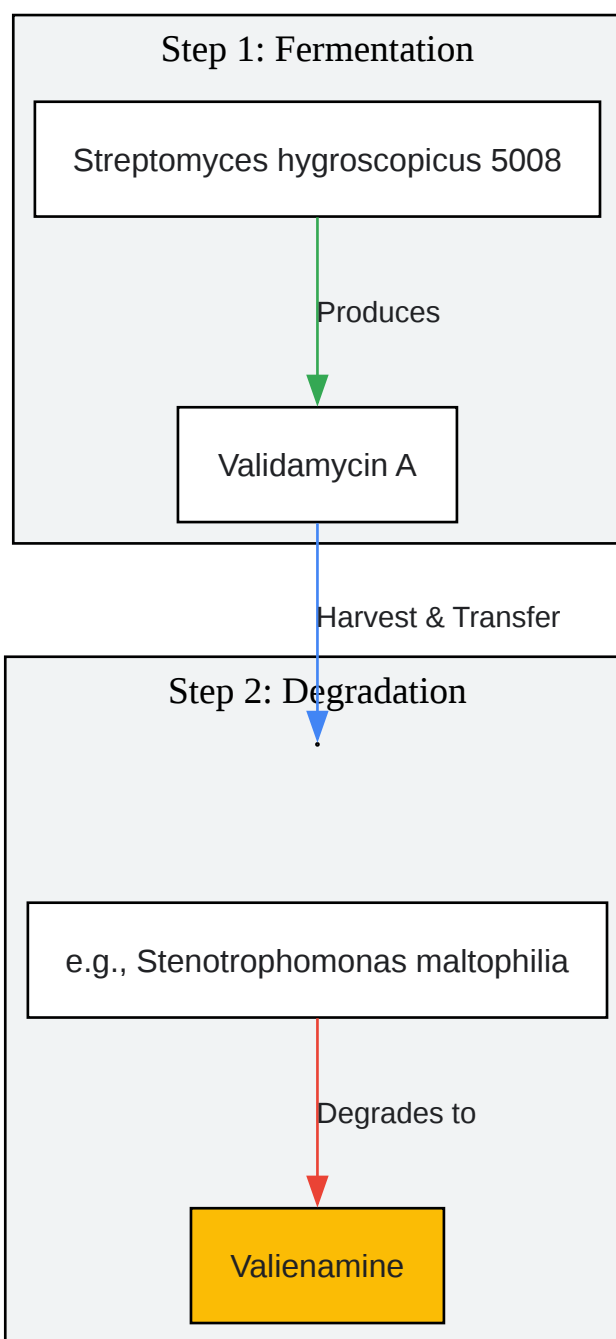 Step 1: Fermentation
Streptomyces hygroscopicus 5008
Produces
Validamycin A
Harvest & Transfer
Step 2: Degradation
e.g., Stenotrophomonas maltophilia
Degrades to
Valienamine